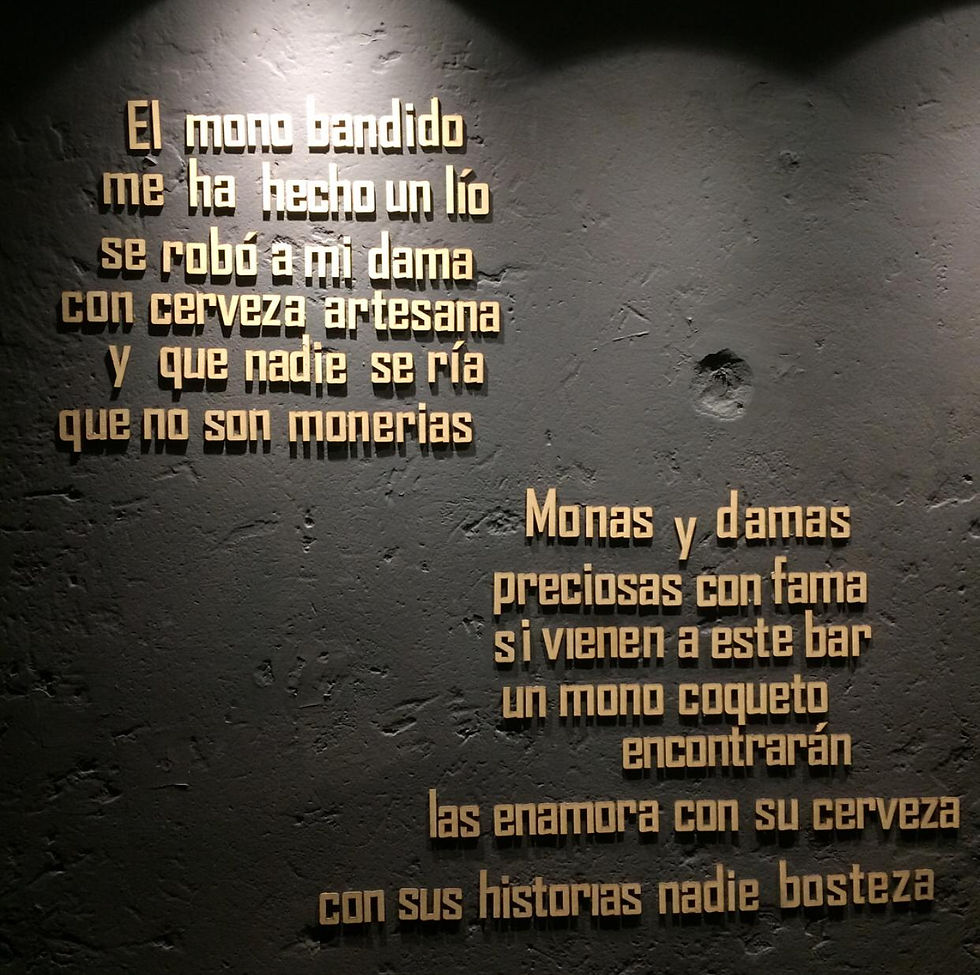 El mono bandido
me ha hecho un lío
se robó a mi dama
con cerveza artesana
y que nadie se ría
que no son monerias
Monas y damas
preciosas con fama
si vienen a este bar
un mono coqueto
encontrarán
las enamora con su cerveza
con sus historias nadie bosteza